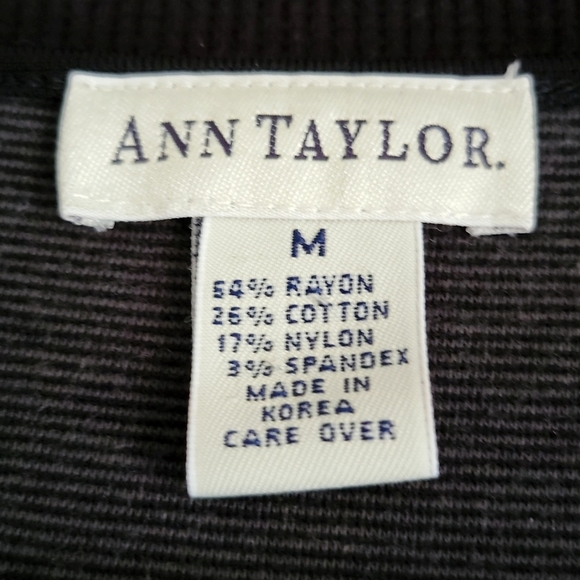 ANN TAYLOR.
M
54% RAYON
26% COTTON
17% NYLON
3% SPANDEX
MADE IN
KOREA
CARE OVER